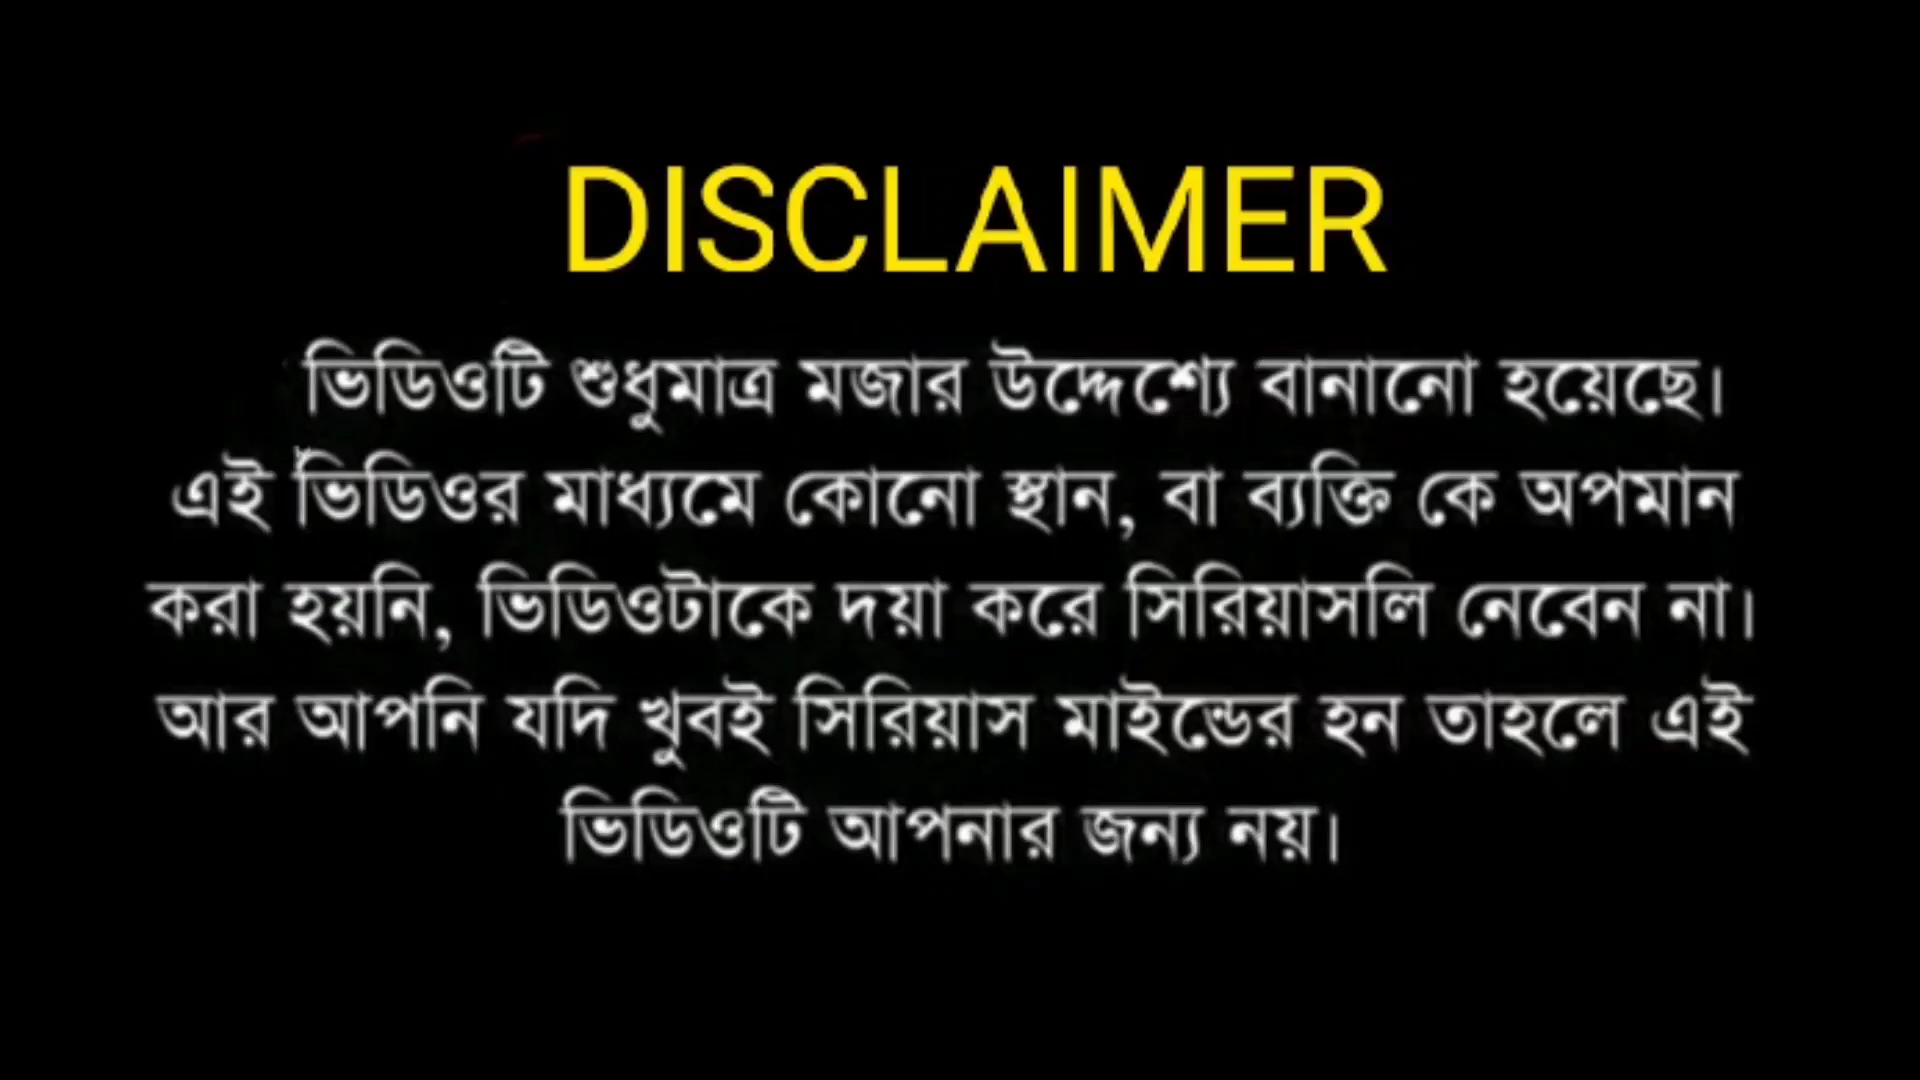 DISCLAIMER
ভিডিওটি শুধুমাত্র মজার উদ্দেশ্যে বানানো হয়েছে।
এই ভিডিওর মাধ্যমে কোনো স্থান, বা ব্যক্তি কে অপমান
করা হয়নি, ভিডিওটাকে দয়া করে সিরিয়াসলি নেবেন না।
আর আপনি যদি খুবই সিরিয়াস মাইন্ডের হন তাহলে এই
ভিডিওটি আপনার জন্য নয়।